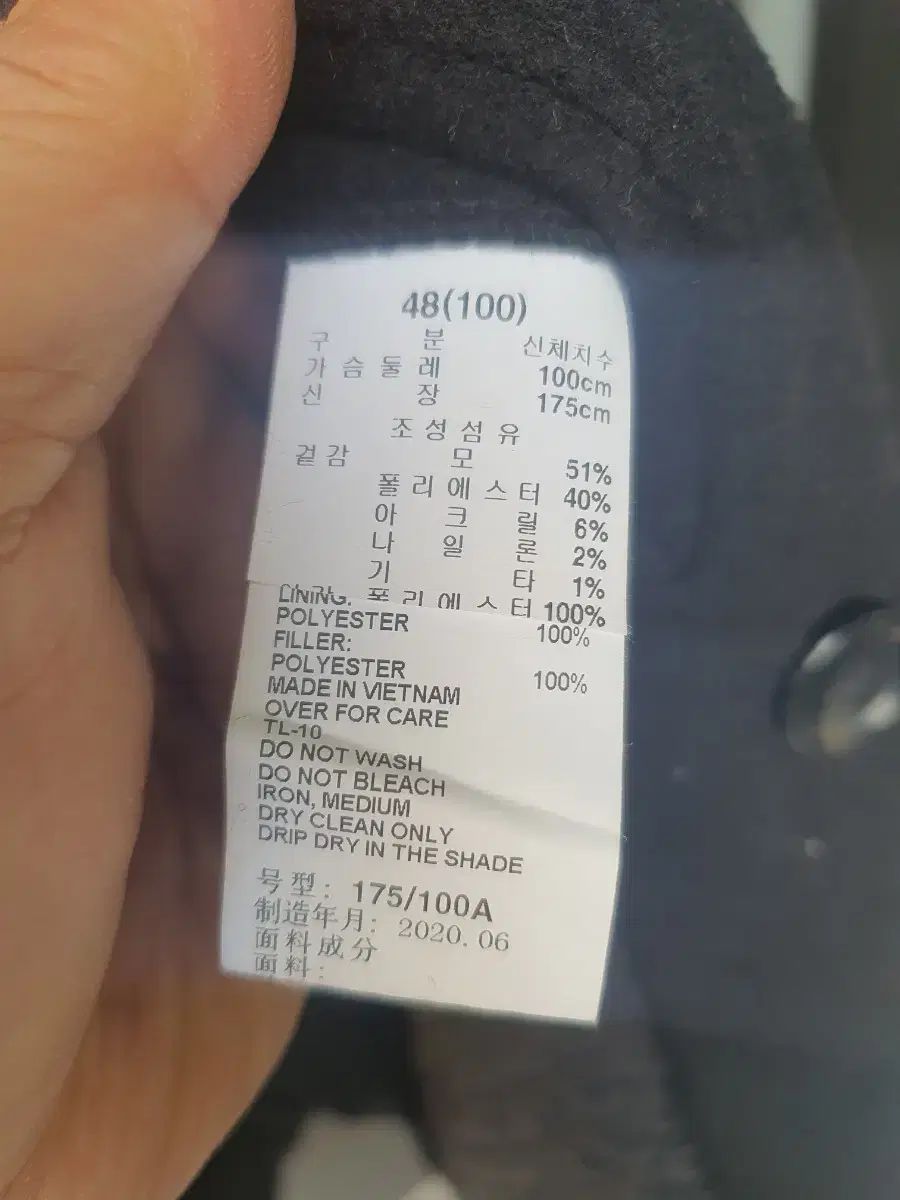 48(100)
구 분 신체치수
가 슴 둘 레 100cm
신 장 175cm
조 성 섬 유
겉 감 모 51%
폴 리 에 스 터 40%
아 크 릴 6%
나 일 론 2%
기 타 1%
폴 리 에 스 터 100%
LINING:
POLYESTER 100%
FILLER:
POLYESTER 100%
MADE IN VIETNAM
OVER FOR CARE
TL-10
DO NOT WASH
DO NOT BLEACH
IRON, MEDIUM
DRY CLEAN ONLY
DRIP DRY IN THE SHADE
号 型: 175/100A
制造年月: 2020. 06
面 料 成 分
面 料 :